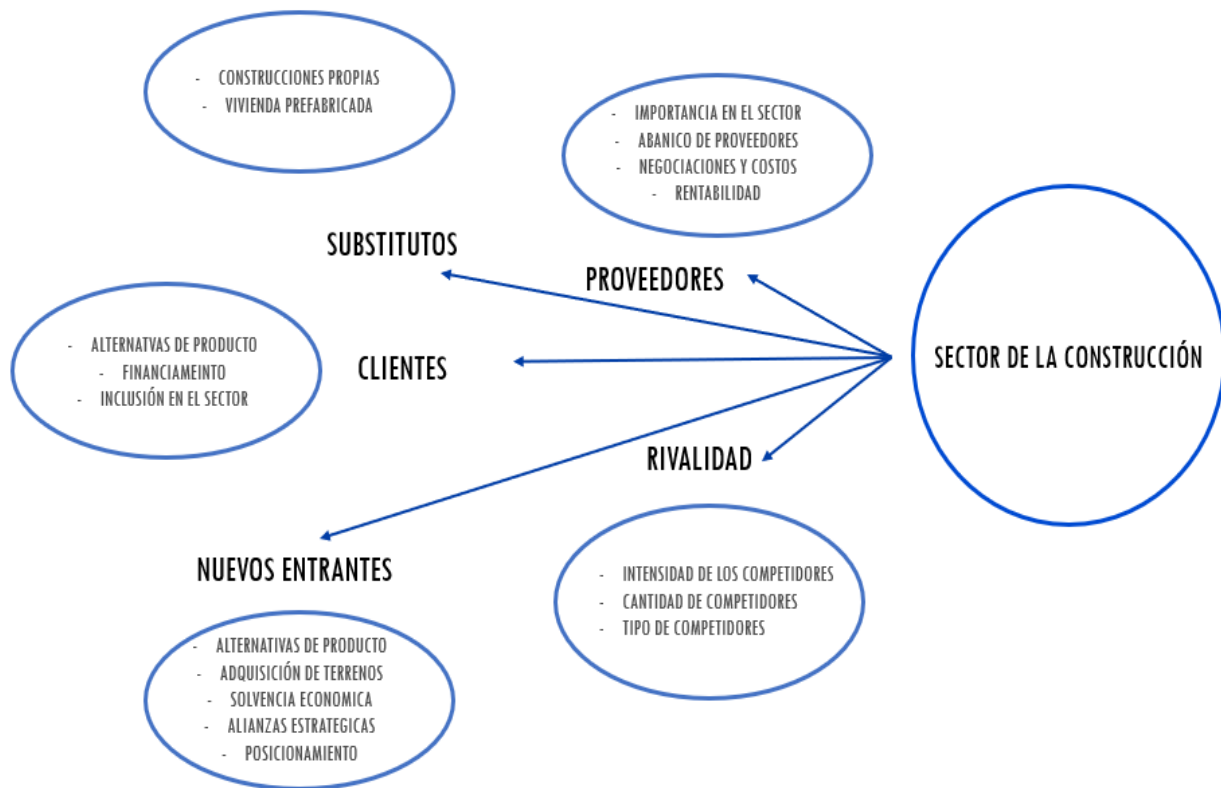 - CONSTRUCCIONES PROPIAS
- VIVIENDA PREFABRICADA
- IMPORTANCIA EN EL SECTOR
- ABANICO DE PROVEEDORES
- NEGOCIACIONES Y COSTOS
- RENTABILIDAD
SUBSTITUTOS
PROVEEDORES
- ALTERNATVAS DE PRODUCTO
- FINANCIAMEINTO
- INCLUSIÓN EN EL SECTOR
CLIENTES
SECTOR DE LA CONSTRUCCIÓN
RIVALIDAD
NUEVOS ENTRANTES
- INTENSIDAD DE LOS COMPETIDORES
- CANTIDAD DE COMPETIDORES
- TIPO DE COMPETIDORES
- ALTERNATIVAS DE PRODUCTO
- ADQUISICIÓN DE TERRENOS
- SOLVENCIA ECONOMICA
- ALIANZAS ESTRATEGICAS
- POSICIONAMIENTO